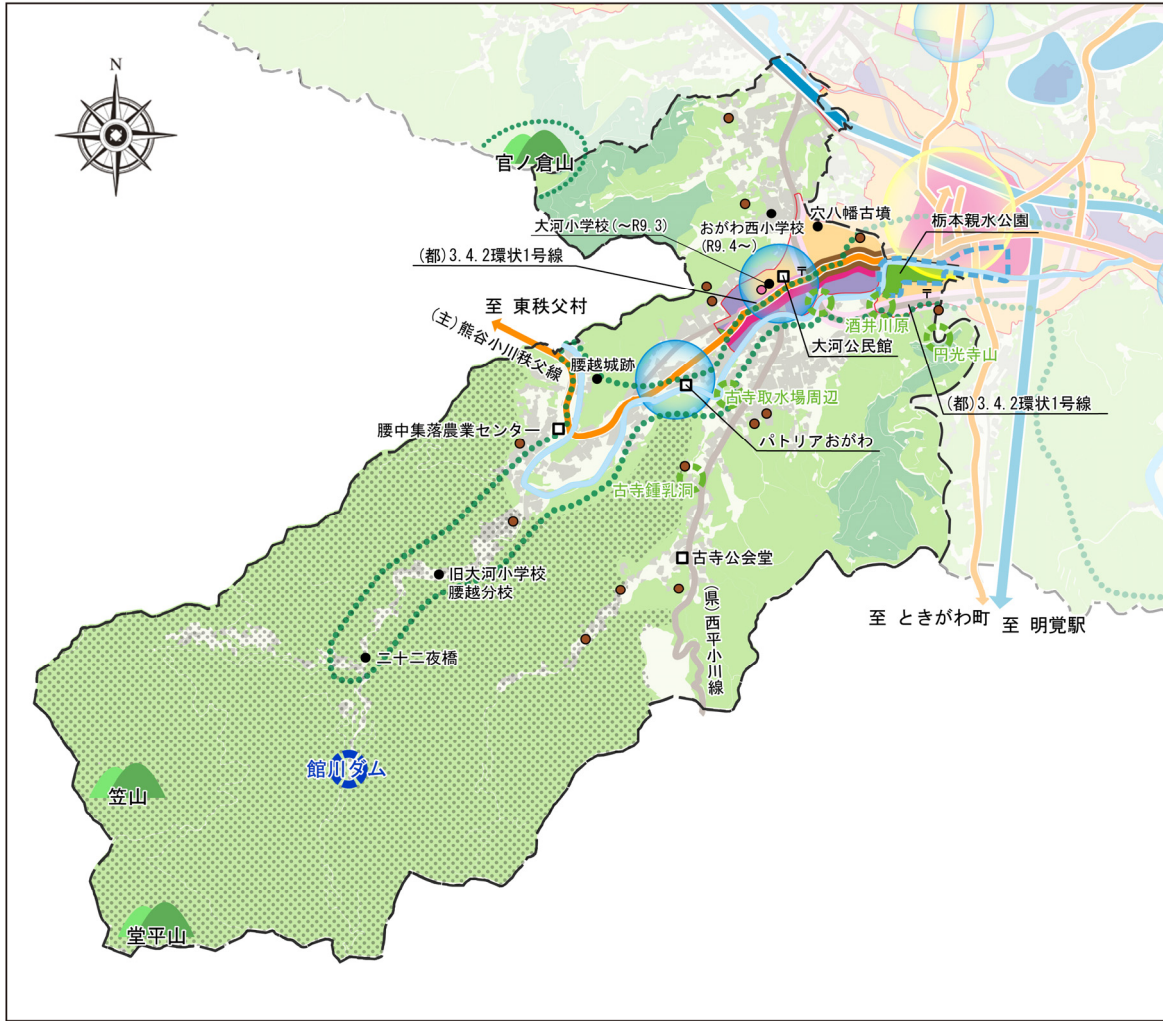 N
官ノ倉山
大河小学校(～R9.3)
おがわ西小学校
(R9.4～)
穴八幡古墳
栃本親水公園
(都)3.4.2環状1号線
〒
〒
至 東秩父村
(主)熊谷小川秩父線
酒井川原
大河公民館
円光寺山
腰越城跡
古寺取水場周辺
(都)3.4.2環状1号線
腰中集落農業センター
パトリアおがわ
古寺鍾乳洞
古寺公会堂
旧大河小学校
腰越分校
(県)西平小川線
至 ときがわ町
至 明覚駅
二十二夜橋
館川ダム
笠山
堂平山